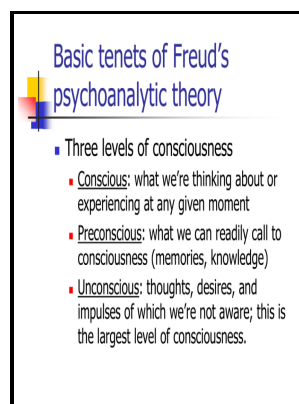 Basic tenets of Freud's
psychoanalytic theory
Three levels of consciousness
Conscious: what we're thinking about or
experiencing at any given moment
Preconscious: what we can readily call to
consciousness (memories, knowledge)
Unconscious: thoughts, desires, and
impulses of which we're not aware; this is
the largest level of consciousness.